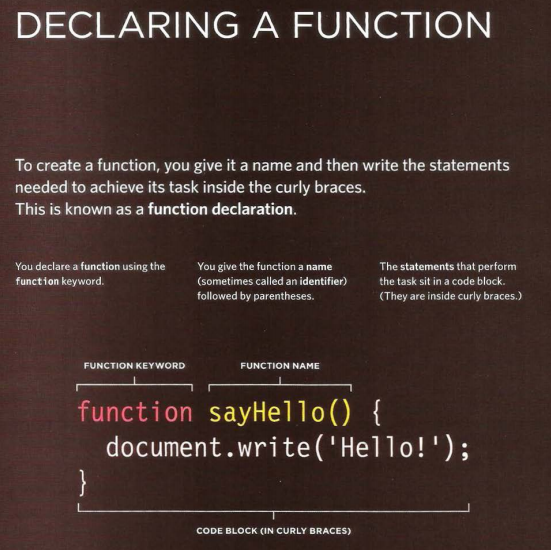 DECLARING A FUNCTION
To create a function, you give it a name and then write the statements
needed to achieve its task inside the curly braces.
This is known as a function declaration.
You declare a function using the
function keyword.
You give the function a name
(sometimes called an identifier)
followed by parentheses.
The statements that perform
the task sit in a code block.
(They are inside curly braces.)
FUNCTION KEYWORD
FUNCTION NAME
function sayHello() {
document.write('Hello!');
}
CODE BLOCK (IN CURLY BRACES)